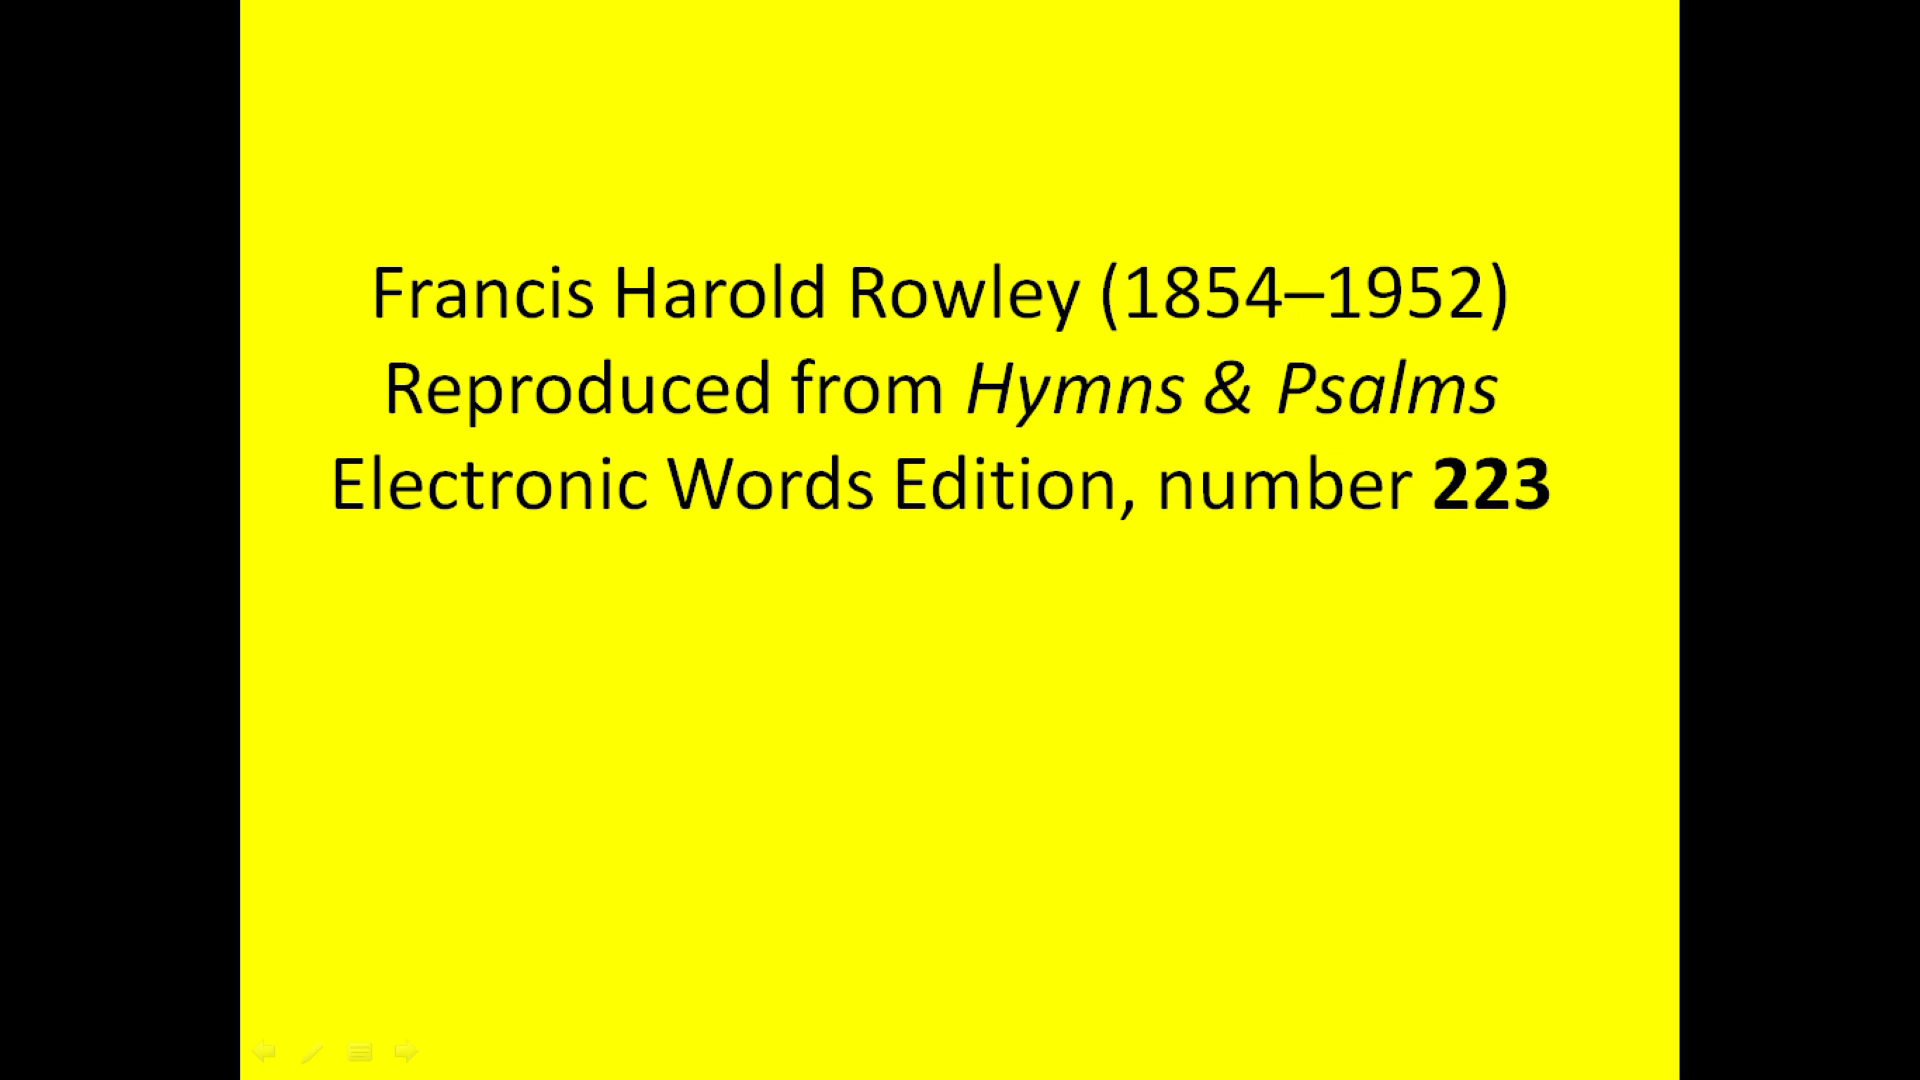 Francis Harold Rowley (1854–1952)
Reproduced from Hymns & Psalms
Electronic Words Edition, number 223